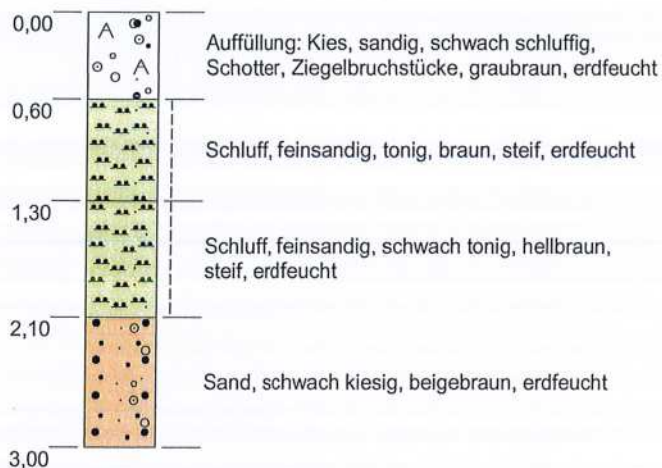 0,00
Auffüllung: Kies, sandig, schwach schluffig,
Schotter, Ziegelbruchstücke, graubraun, erdfeucht
0,60
Schluff, feinsandig, tonig, braun, steif, erdfeucht
1,30
Schluff, feinsandig, schwach tonig, hellbraun,
steif, erdfeucht
2,10
Sand, schwach kiesig, beigebraun, erdfeucht
3,00